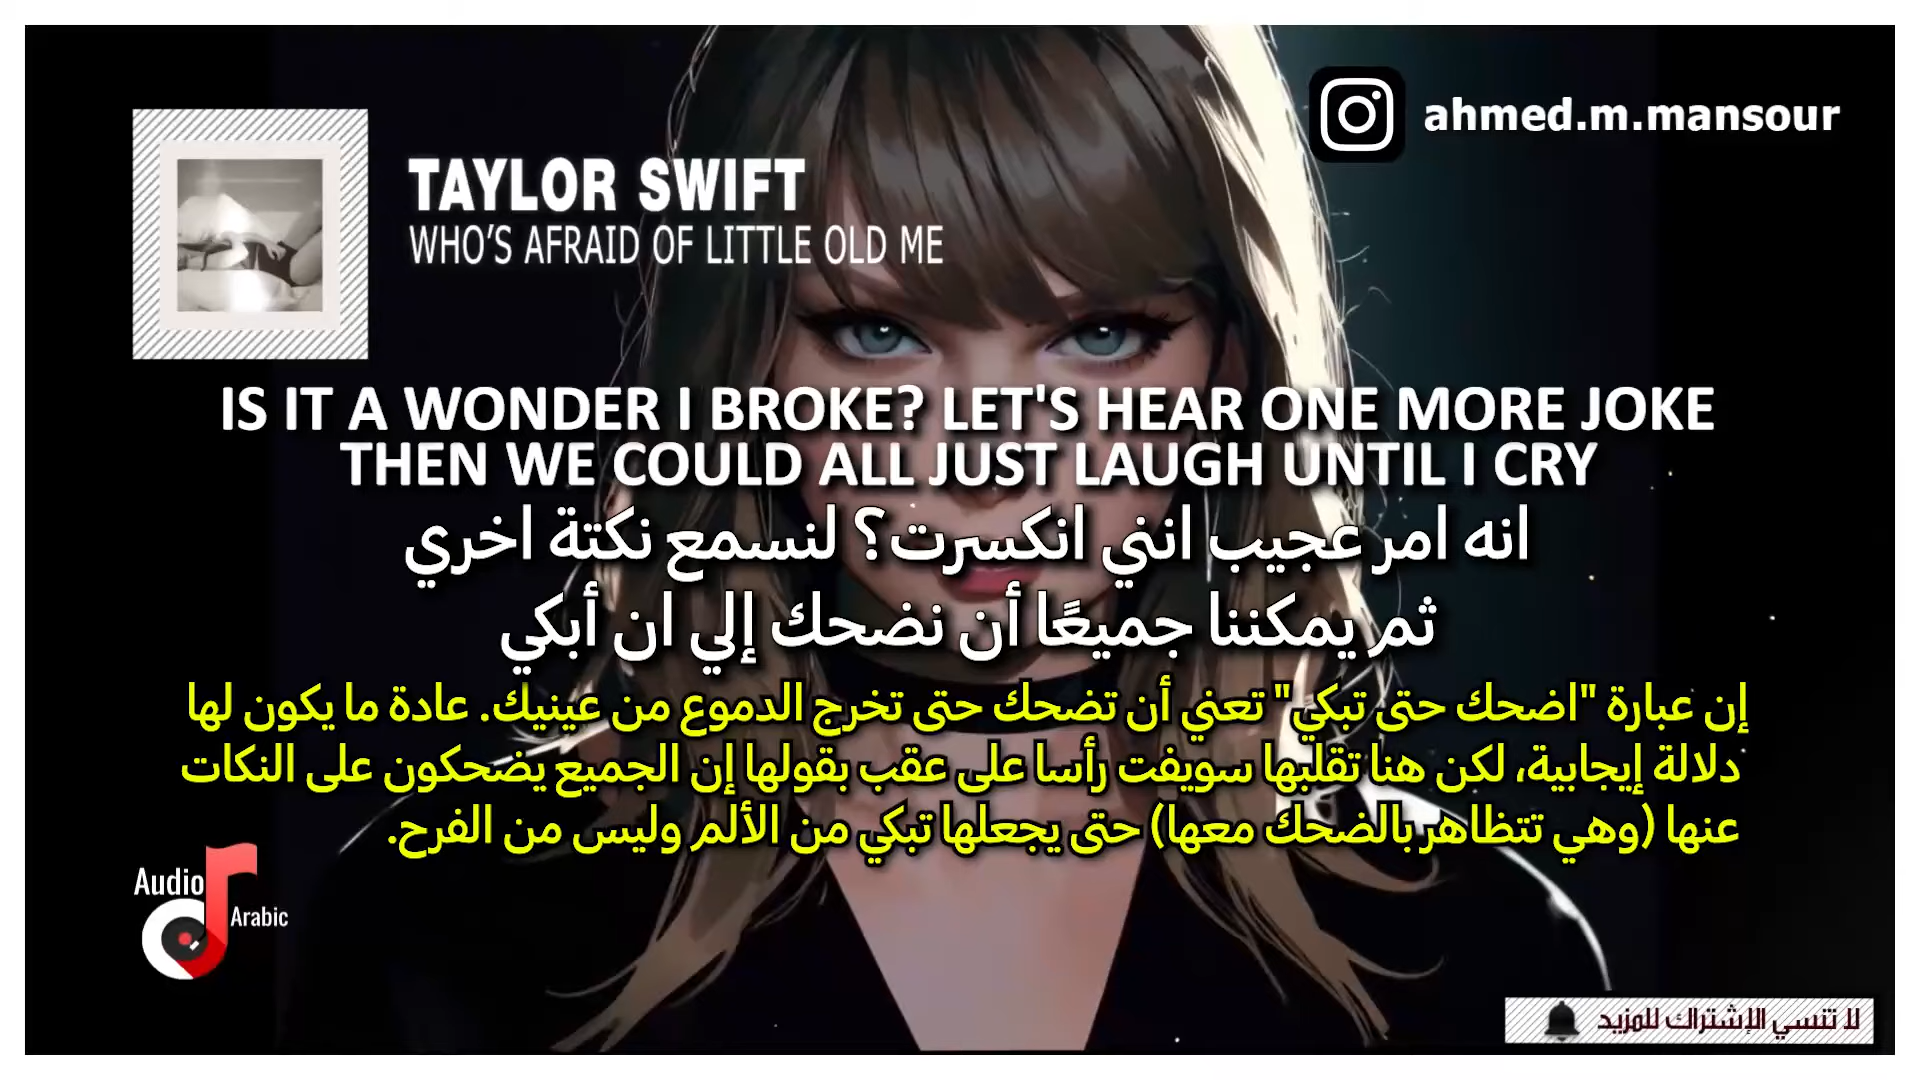 ahmed.m.mansour
TAYLOR SWIFT
WHO'S AFRAID OF LITTLE OLD ME
IS IT A WONDER I BROKE? LET'S HEAR ONE MORE JOKE
THEN WE COULD ALL JUST LAUGH UNTIL I CRY
انه امر عجيب انني انكسرت؟ لنسمع نكتة اخري
ثم يمكننا جميعًا أن نضحك إلي ان أبكي
إن عبارة "اضحك حتى تبكي" تعني أن تضحك حتى تخرج الدموع من عينيك. عادة ما يكون لها
دلالة إيجابية، لكن هنا تقلبها سويفت رأسا على عقب بقولها إن الجميع يضحكون على النكات
عنها (وهي تتظاهر بالضحك معها) حتى يجعلها تبكي من الألم وليس من الفرح.
Audio
Arabic
لا تنسي الإشتراك للمزيد